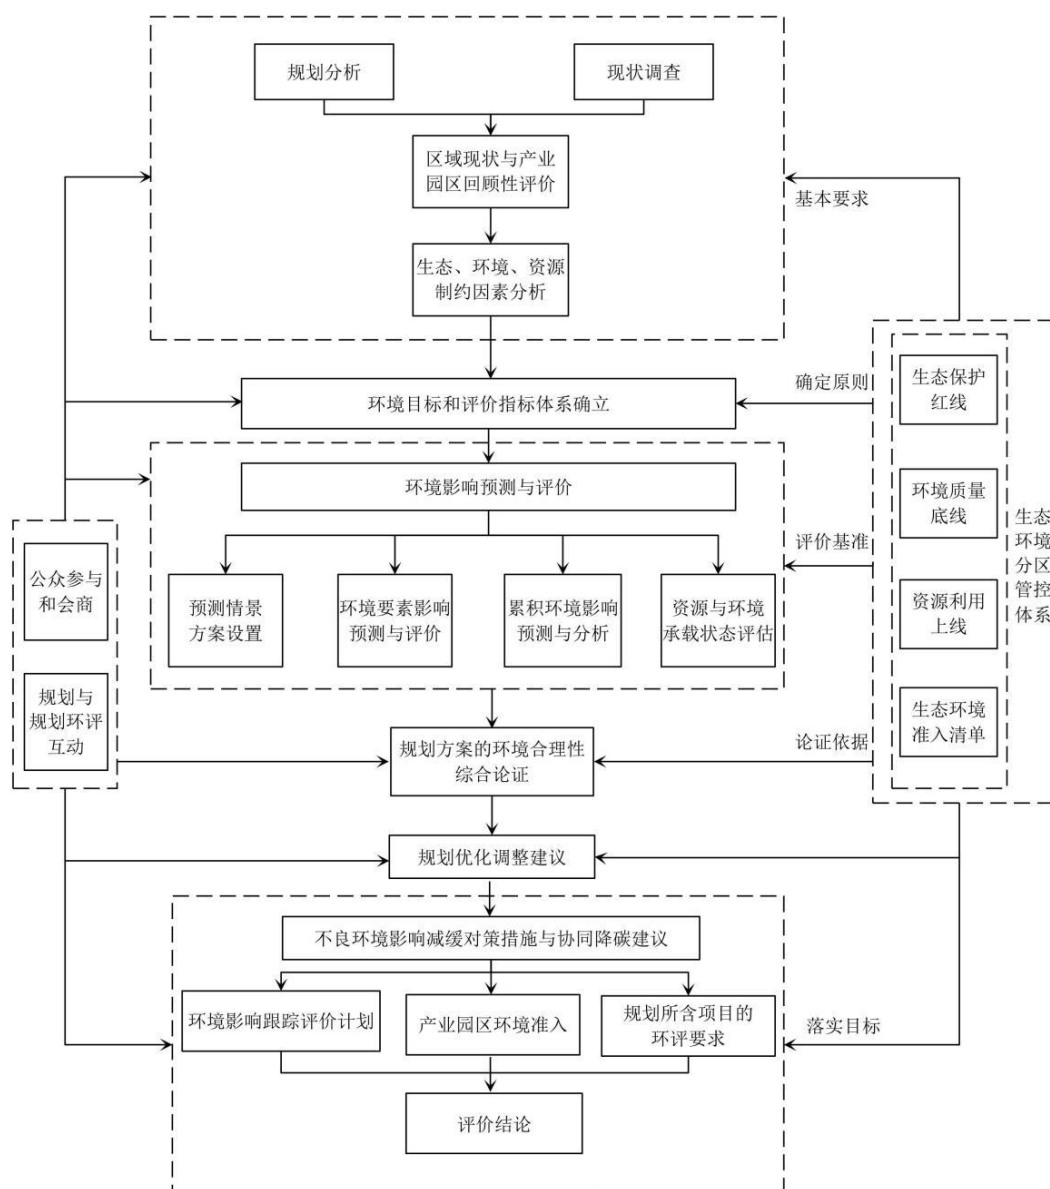 规划分析
现状调查
区域现状与产业
园区回顾性评价
基本要求
生态、环境、资源
制约因素分析
环境目标和评价指标体系确立
确定原则
生态保护
红线
环境影响预测与评价
环境质量
底线
评价基准
生态
环境
分区
管控
体系
公众参与
和会商
预测情景
方案设置
环境要素影响
预测与评价
累积环境影响
预测与分析
资源与环境
承载状态评估
资源利用
上线
规划与
规划环评
互动
生态环境
准入清单
规划方案的环境合理性
综合论证
论证依据
规划优化调整建议
不良环境影响减缓对策措施与协同降碳建议
环境影响跟踪评价计划
产业园区环境准入
规划所含项目的
环评要求
落实目标
评价结论